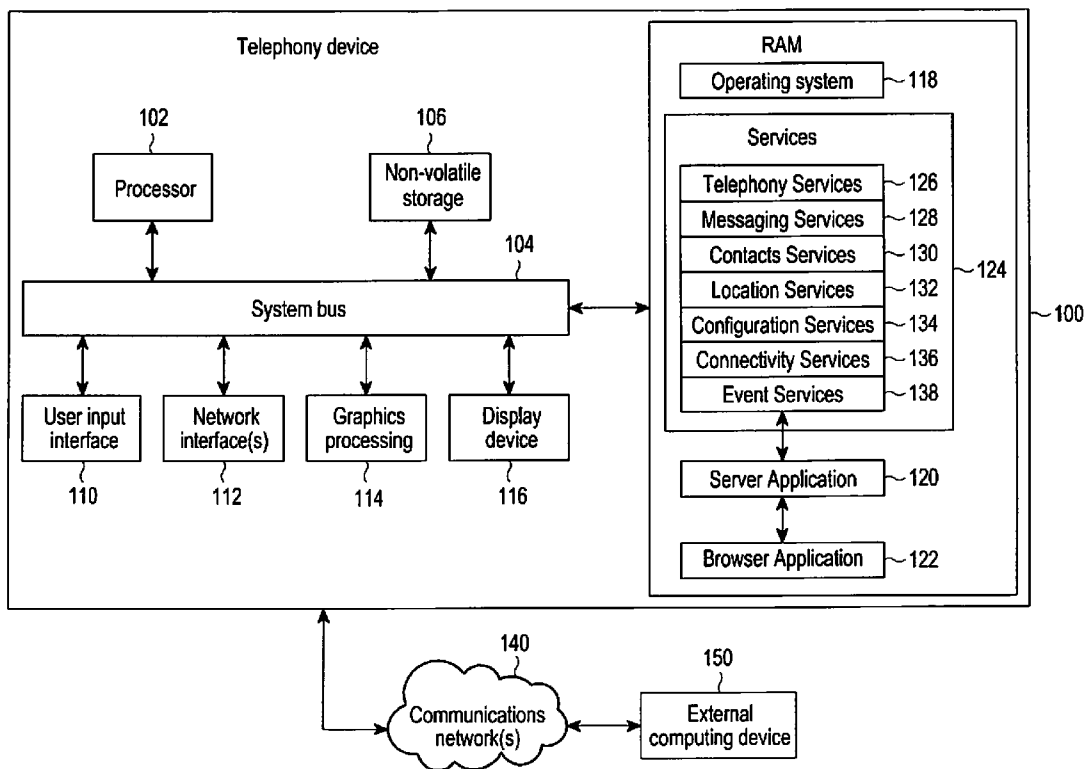 Telephony device
RAM
Operating system
118
102
106
Services
Processor
Non-volatile
storage
Telephony Services
126
Messaging Services
128
Contacts Services
130
104
124
Location Services
132
System bus
100
Configuration Services
134
Connectivity Services
136
Event Services
138
User input
interface
Network
interface(s)
Graphics
processing
Display
device
110
112
114
116
Server Application
120
Browser Application
122
140
150
Communications
network(s)
External
computing device